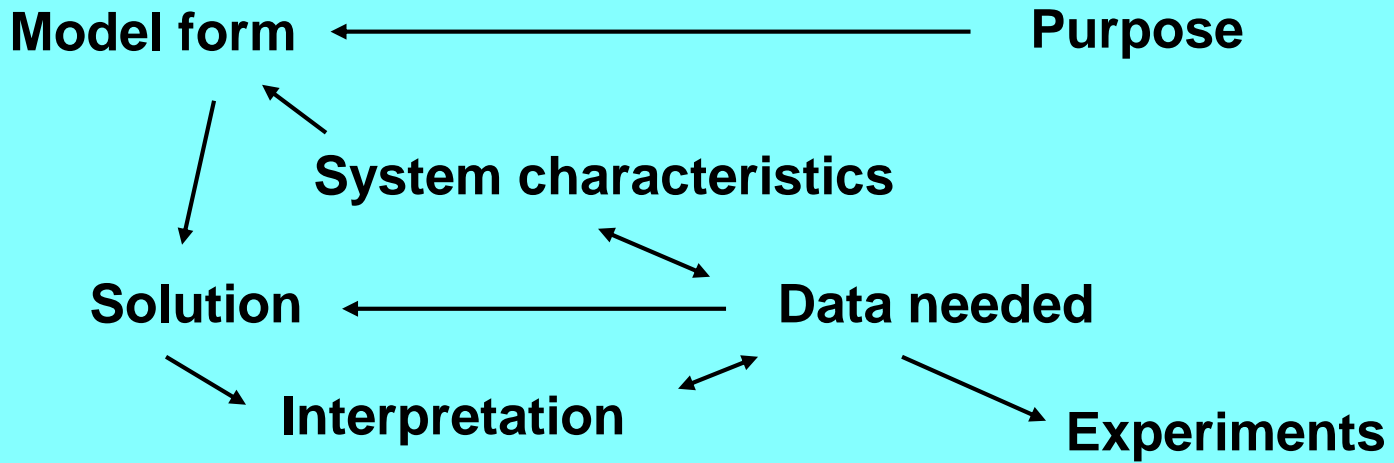 Model form
Purpose
System characteristics
Solution
Data needed
Interpretation
Experiments